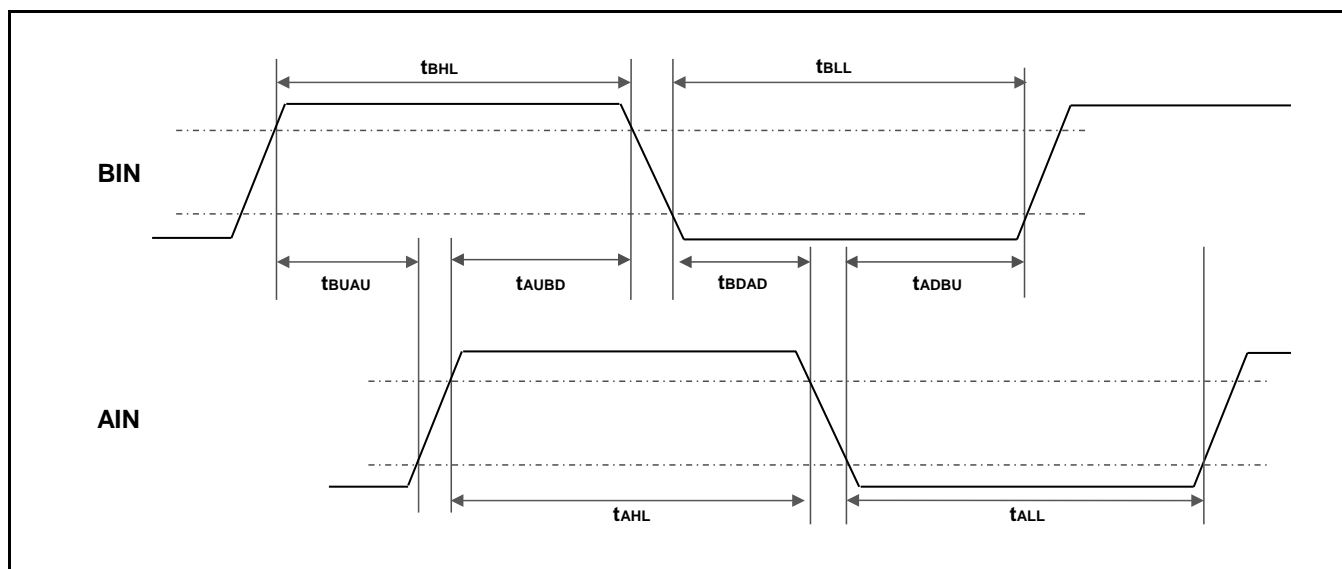 tBHL
tBLL
BIN
tBUAU
tAUBD
tBDAD
tADBU
AIN
tAHL
tALL